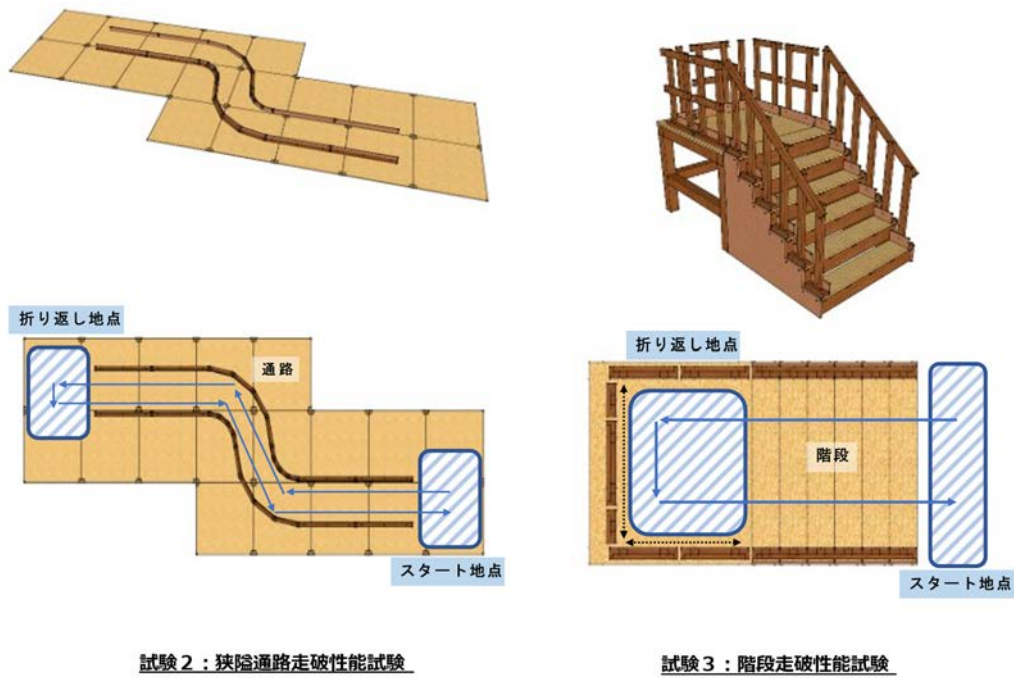 折り返し地点
通路
スタート地点
試験２：狭隘通路走破性能試験
折り返し地点
階段
スタート地点
試験３：階段走破性能試験